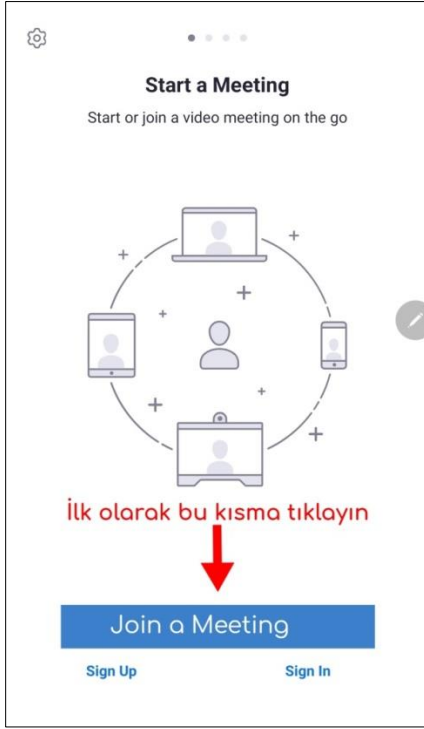 Start a Meeting
Start or join a video meeting on the go
İlk olarak bu kısma tıklayın
Join a Meeting
Sign Up Sign In